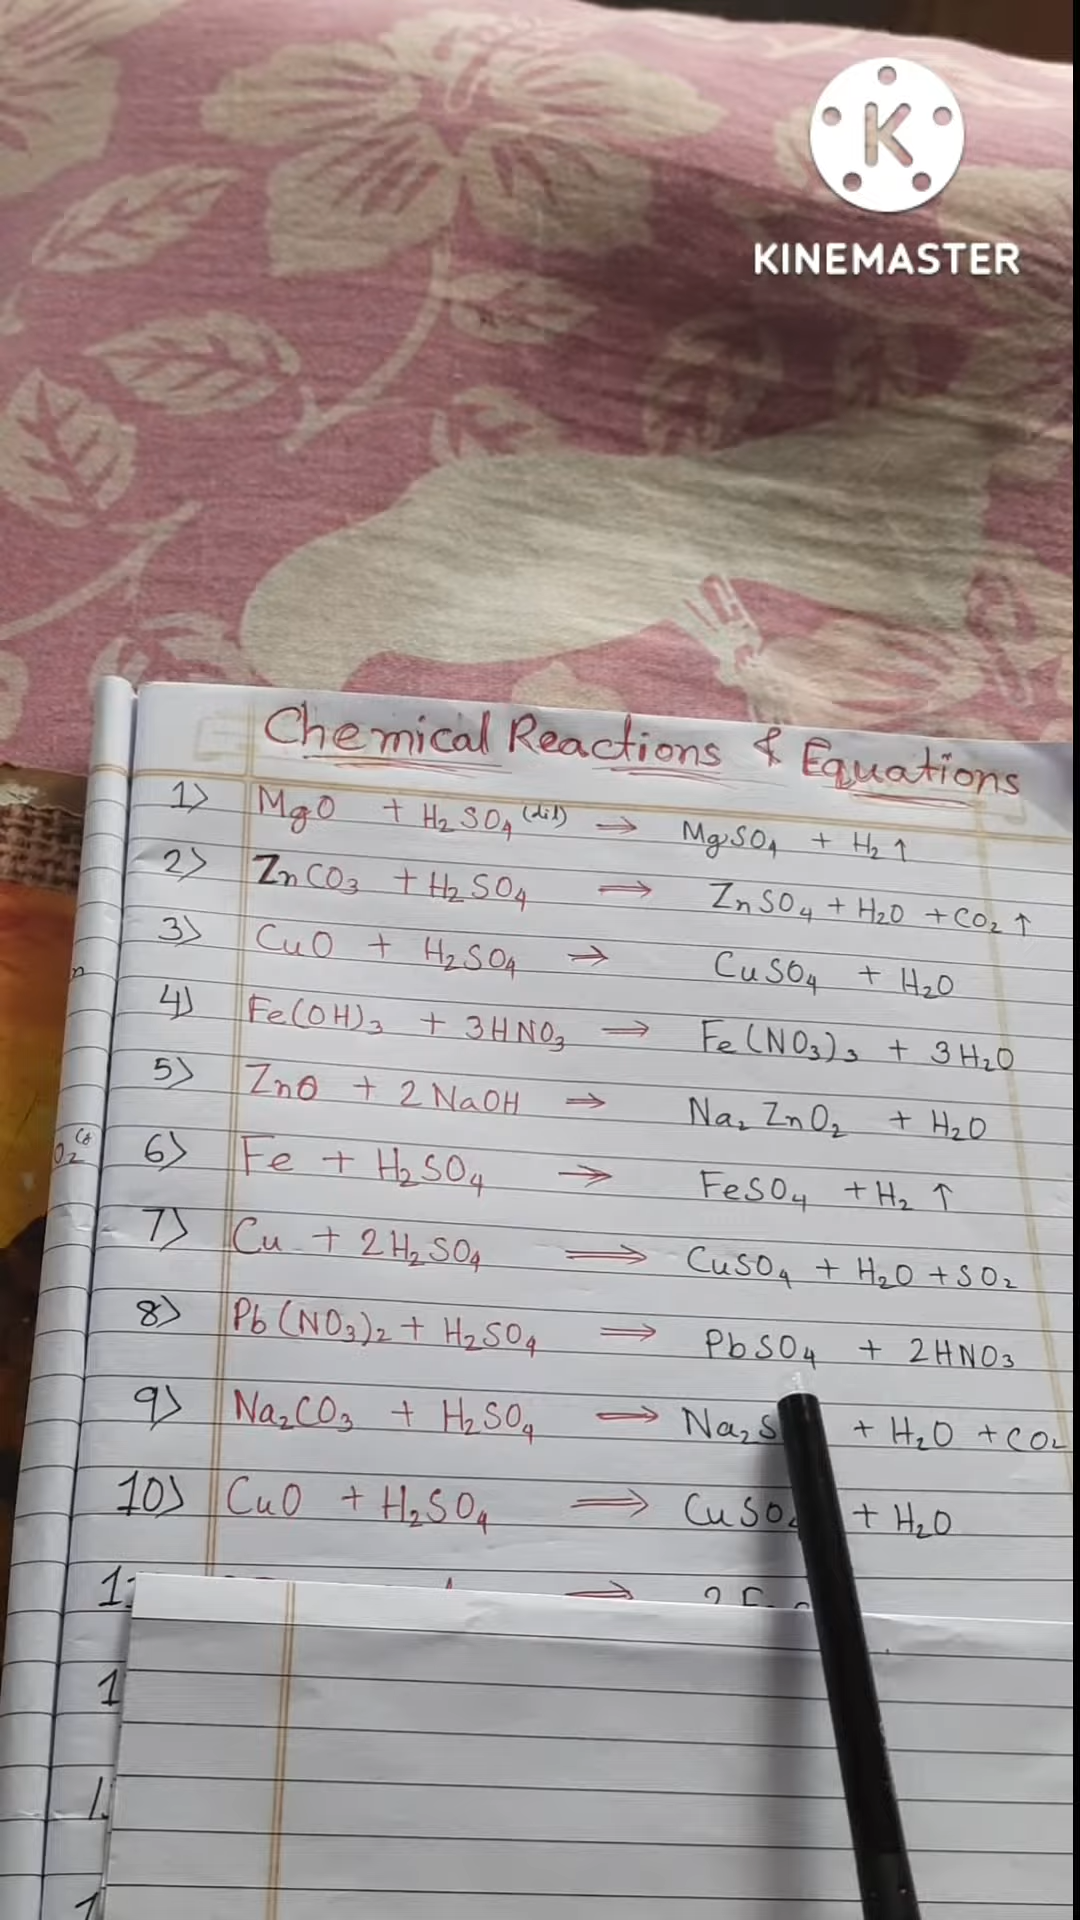 K
KINEMASTER
Chemical Reactions & Equations
1) MgO + H₂SO₄ (dil) → MgSO₄ + H₂ ↑
2) ZnCO₃ + H₂SO₄ → ZnSO₄ + H₂O + CO₂ ↑
3) CuO + H₂SO₄ → CuSO₄ + H₂O
4) Fe(OH)₃ + 3HNO₃ → Fe(NO₃)₃ + 3H₂O
5) ZnO + 2NaOH → Na₂ZnO₂ + H₂O
6) Fe + H₂SO₄ → FeSO₄ + H₂ ↑
7) Cu + 2H₂SO₄ ⟹ CuSO₄ + H₂O + SO₂
8) Pb(NO₃)₂ + H₂SO₄ ⟹ PbSO₄ + 2HNO₃
9) Na₂CO₃ + H₂SO₄ ⟹ Na₂S + H₂O + CO₂
10) CuO + H₂SO₄ ⟹ CuSO₄ + H₂O